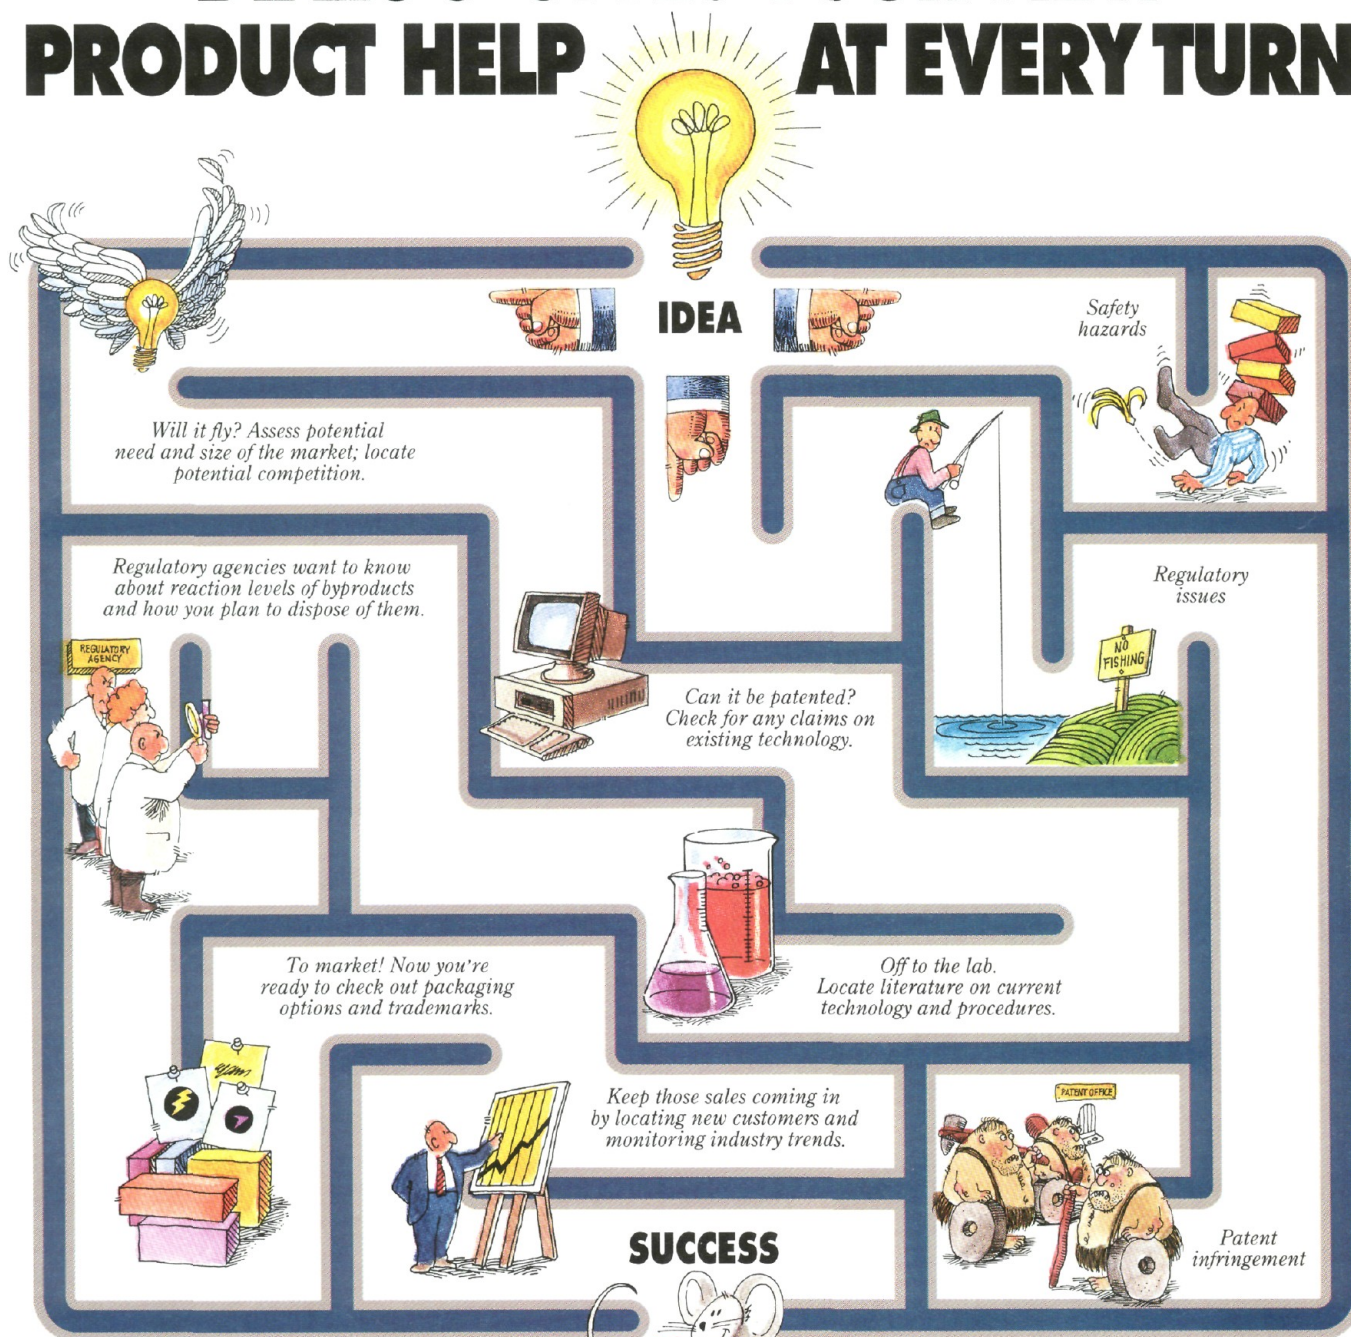 PRODUCT HELP AT EVERY TURN
IDEA
Safety
hazards
Will it fly? Assess potential
need and size of the market; locate
potential competition.
Regulatory agencies want to know
about reaction levels of byproducts
and how you plan to dispose of them.
Regulatory
issues
REGULATORY
AGENCY
NO
FISHING
Can it be patented?
Check for any claims on
existing technology.
To market! Now you're
ready to check out packaging
options and trademarks.
Off to the lab.
Locate literature on current
technology and procedures.
Keep those sales coming in
by locating new customers and
monitoring industry trends.
PATENT OFFICE
SUCCESS
Patent
infringement